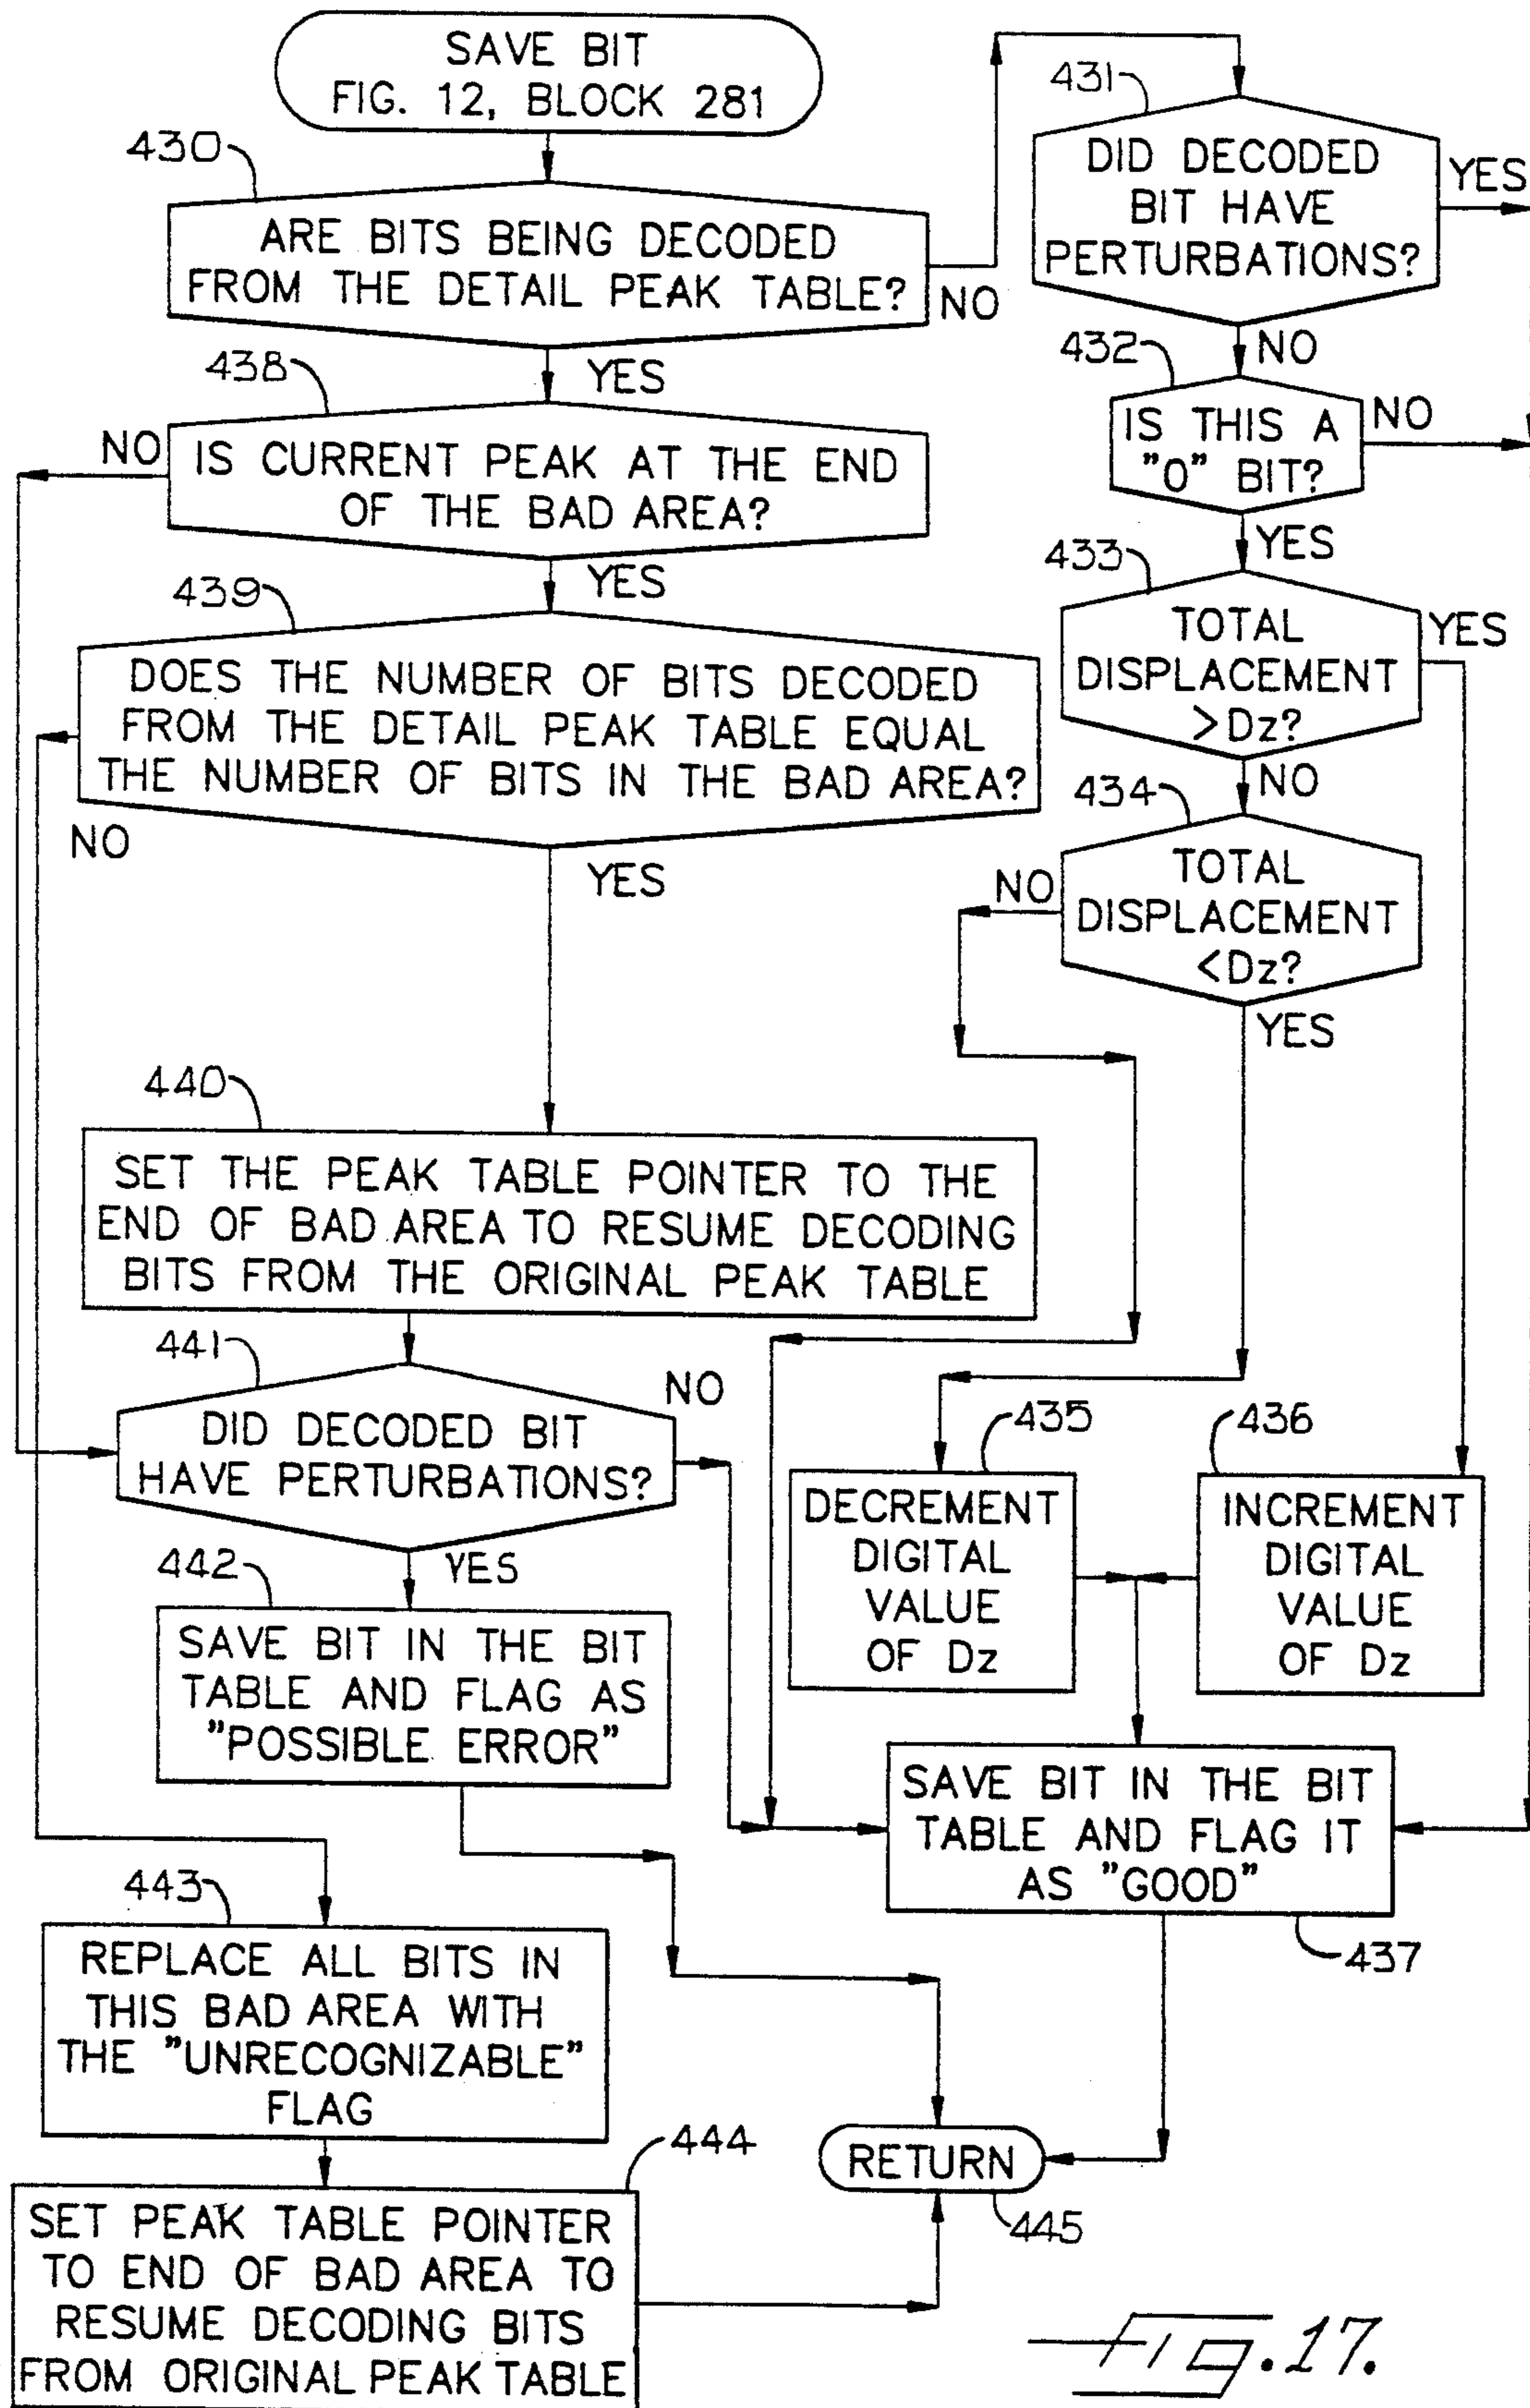 SAVE BIT
FIG. 12, BLOCK 281
430
ARE BITS BEING DECODED
FROM THE DETAIL PEAK TABLE?
NO
YES
431
DID DECODED
BIT HAVE
PERTURBATIONS?
YES
NO
432
IS THIS A
"0" BIT?
NO
YES
433
TOTAL
DISPLACEMENT
>Dz?
YES
NO
434
TOTAL
DISPLACEMENT
<Dz?
NO
YES
438
IS CURRENT PEAK AT THE END
OF THE BAD AREA?
NO
YES
439
DOES THE NUMBER OF BITS DECODED
FROM THE DETAIL PEAK TABLE EQUAL
THE NUMBER OF BITS IN THE BAD AREA?
NO
YES
440
SET THE PEAK TABLE POINTER TO THE
END OF BAD AREA TO RESUME DECODING
BITS FROM THE ORIGINAL PEAK TABLE
441
DID DECODED BIT
HAVE PERTURBATIONS?
NO
YES
435
DECREMENT
DIGITAL
VALUE
OF Dz
436
INCREMENT
DIGITAL
VALUE
OF Dz
442
SAVE BIT IN THE BIT
TABLE AND FLAG AS
"POSSIBLE ERROR"
SAVE BIT IN THE BIT
TABLE AND FLAG IT
AS "GOOD"
437
443
REPLACE ALL BITS IN
THIS BAD AREA WITH
THE "UNRECOGNIZABLE"
FLAG
444
SET PEAK TABLE POINTER
TO END OF BAD AREA TO
RESUME DECODING BITS
FROM ORIGINAL PEAK TABLE
RETURN
445
Fig. 17.